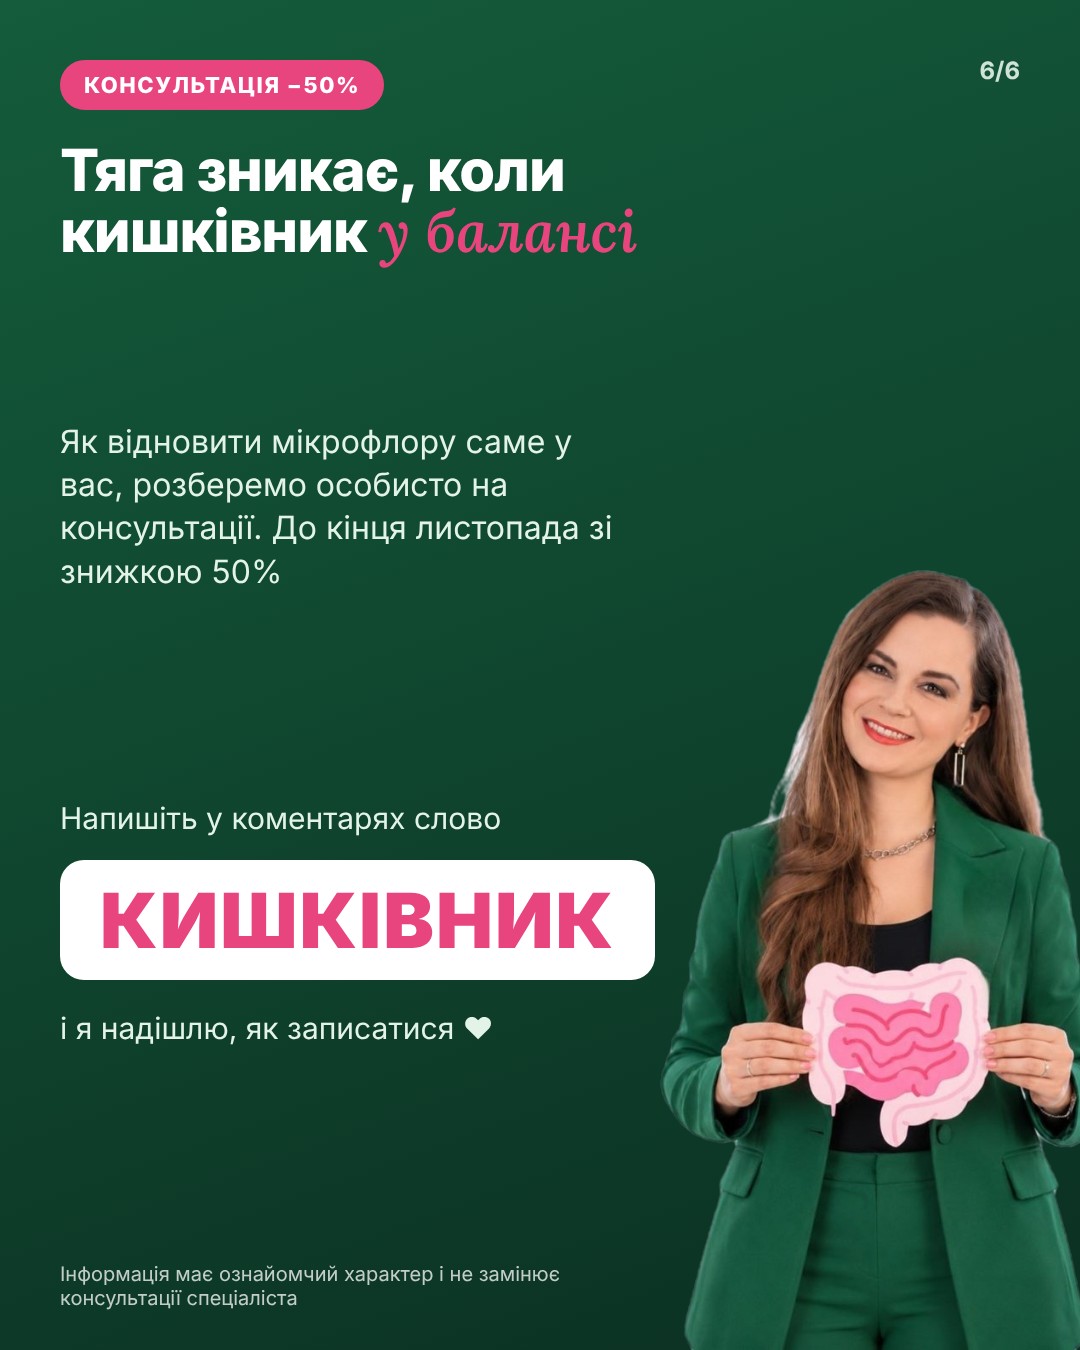 КОНСУЛЬТАЦІЯ −50%
6/6
Тяга зникає, коли
кишківник у балансі
Як відновити мікрофлору саме у
вас, розберемо особисто на
консультації. До кінця листопада зі
знижкою 50%
Напишіть у коментарях слово
КИШКІВНИК
і я надішлю, як записатися ♥
Інформація має ознайомчий характер і не замінює
консультації спеціаліста